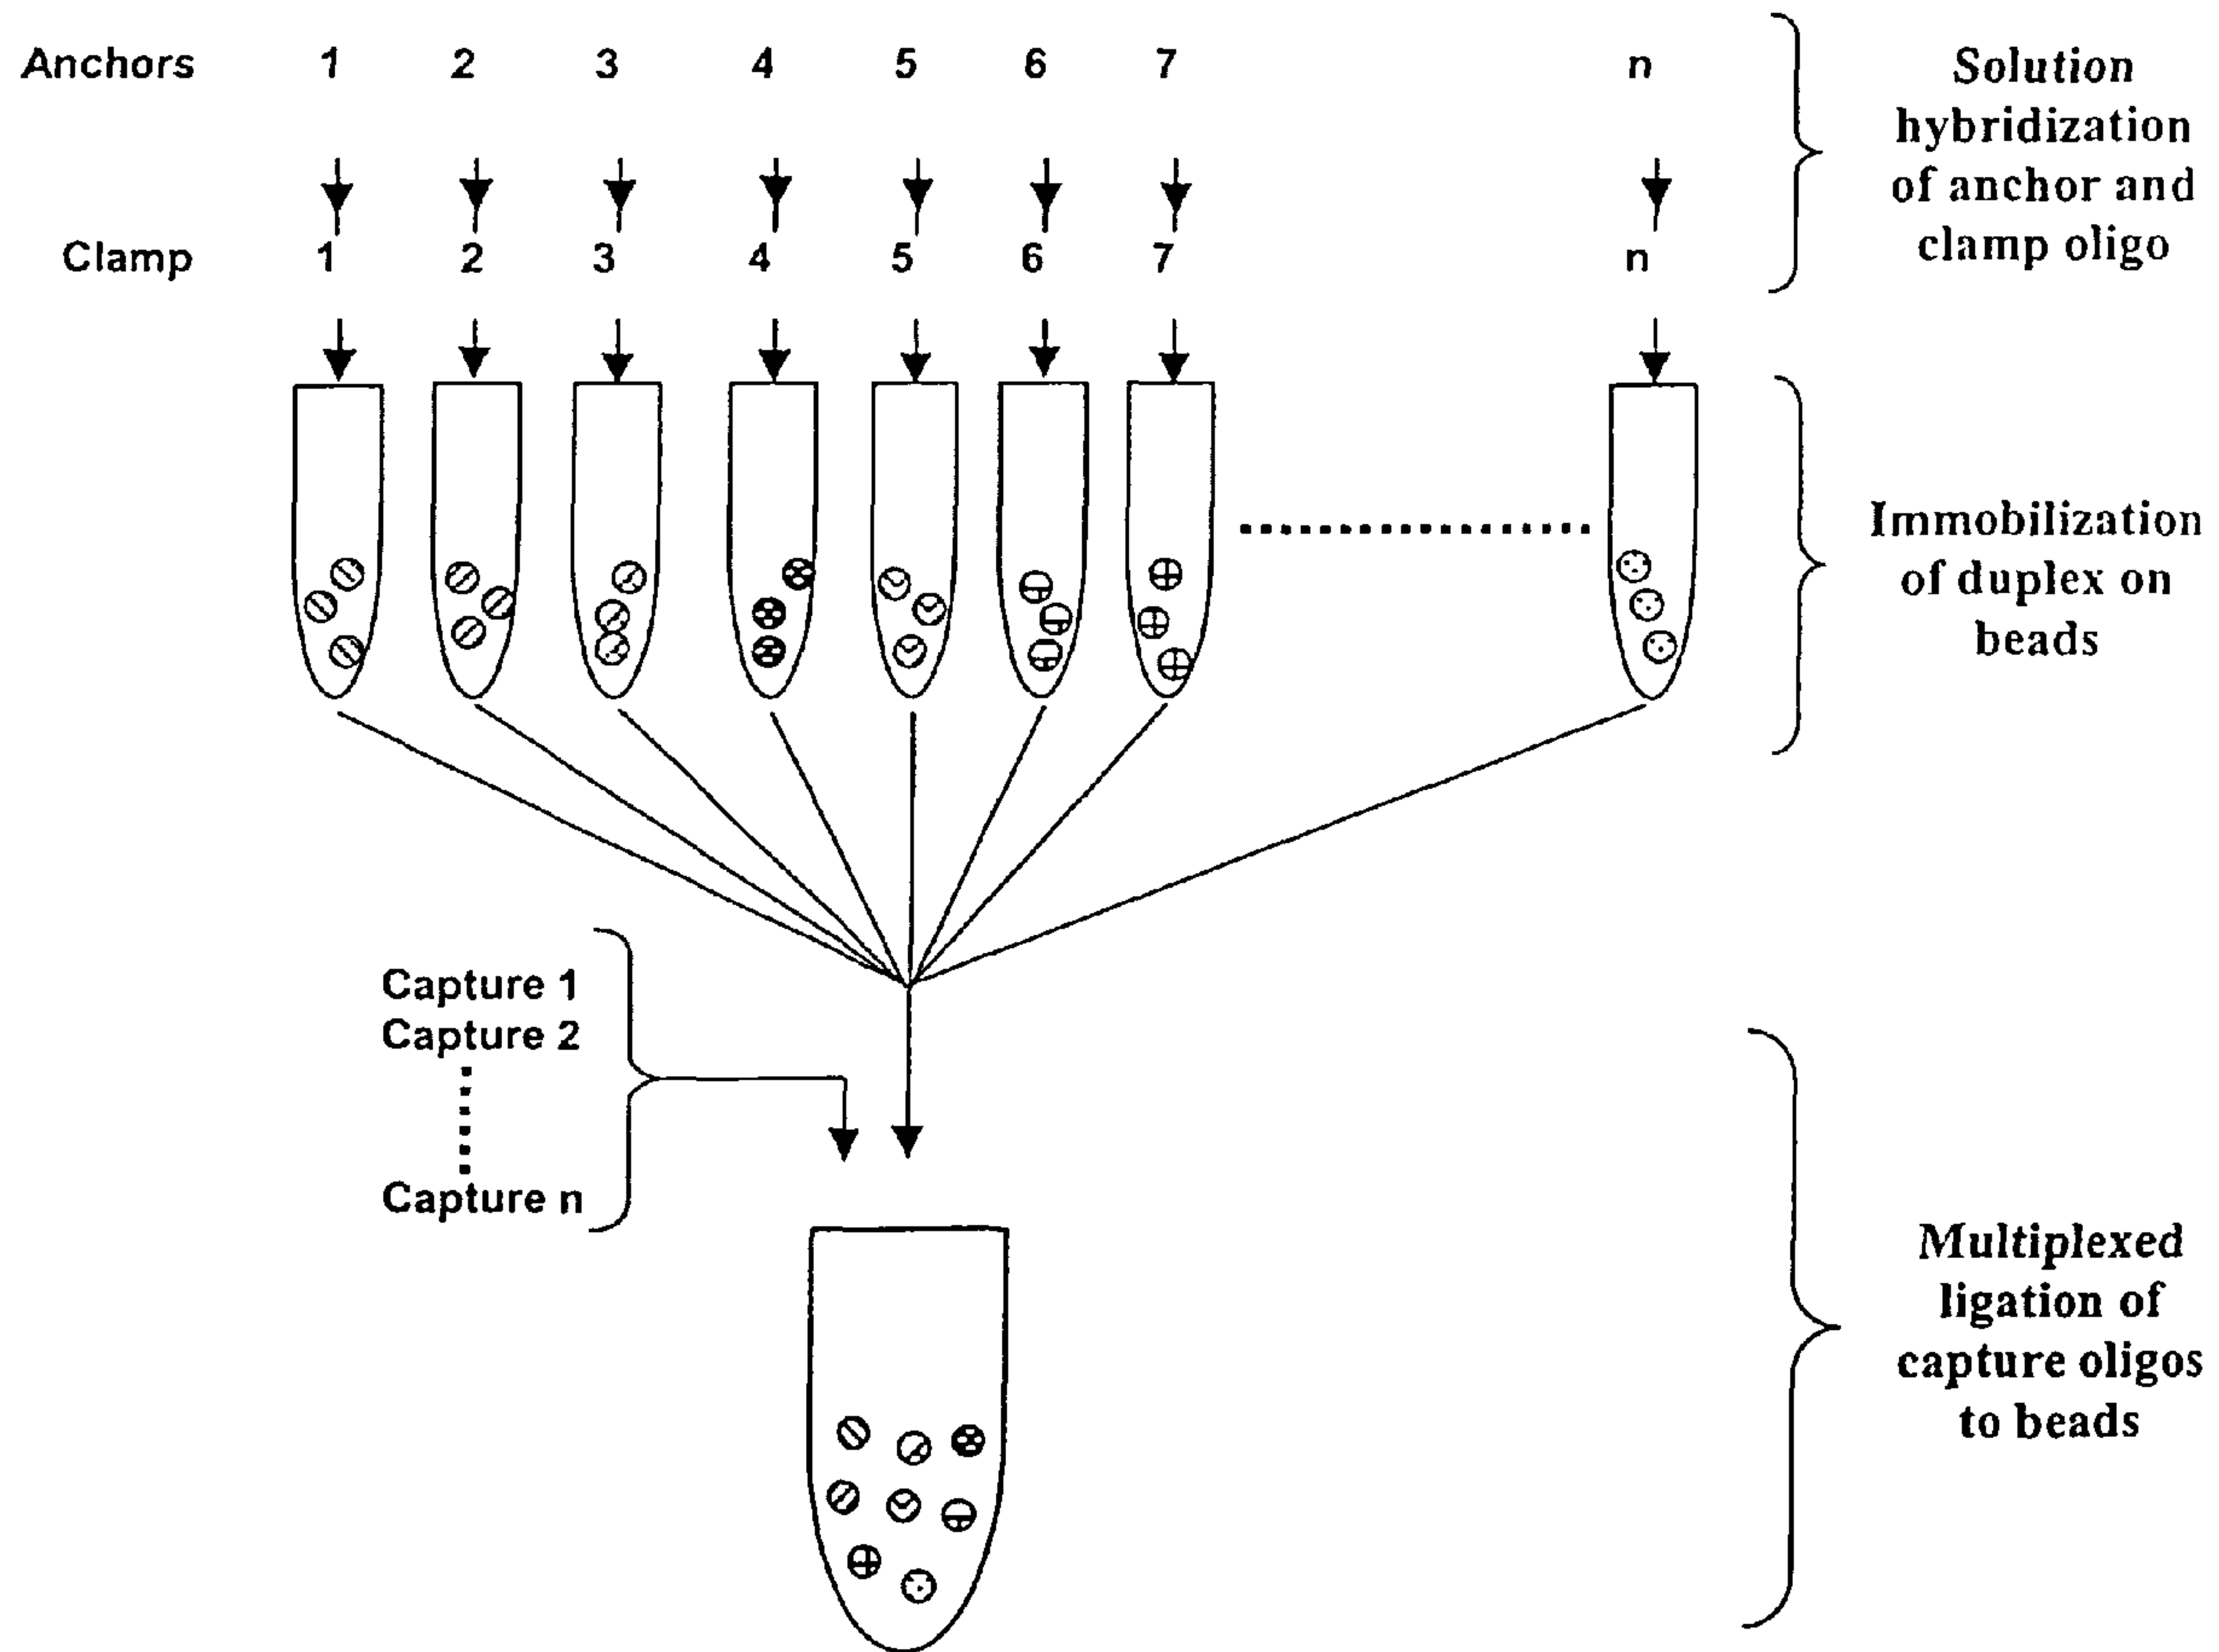 Anchors 1 2 3 4 5 6 7 n
Clamp 1 2 3 4 5 6 7 n
Solution
hybridization
of anchor and
clamp oligo
Immobilization
of duplex on
beads
Capture 1
Capture 2
Capture n
Multiplexed
ligation of
capture oligos
to beads